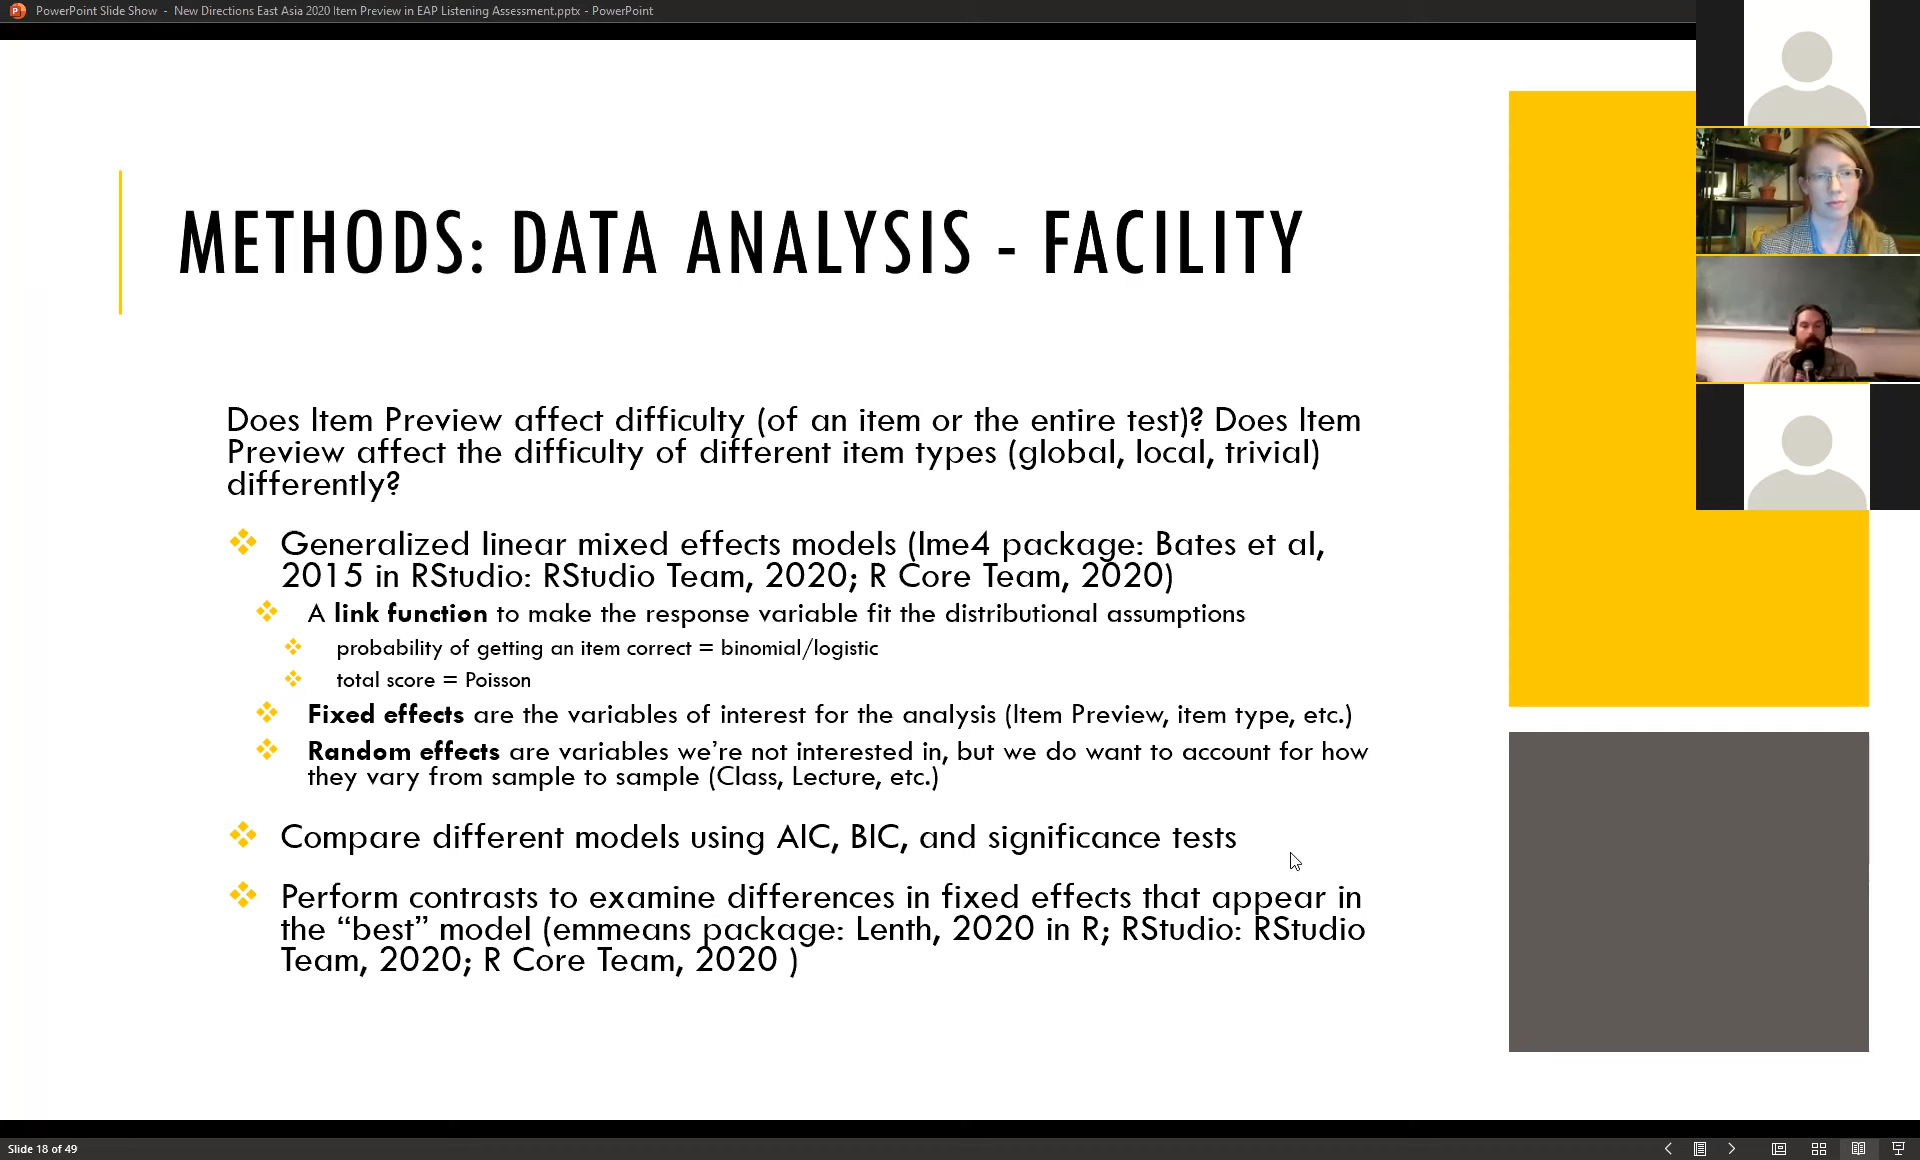 PowerPoint Slide Show - New Directions East Asia 2020 Item Preview in EAP Listening Assessment.pptx - PowerPoint
METHODS: DATA ANALYSIS - FACILITY
Does Item Preview affect difficulty (of an item or the entire test)? Does Item
Preview affect the difficulty of different item types (global, local, trivial)
differently?
Generalized linear mixed effects models (lme4 package: Bates et al,
2015 in RStudio: RStudio Team, 2020; R Core Team, 2020)
A link function to make the response variable fit the distributional assumptions
probability of getting an item correct = binomial/logistic
total score = Poisson
Fixed effects are the variables of interest for the analysis (Item Preview, item type, etc.)
Random effects are variables we're not interested in, but we do want to account for how
they vary from sample to sample (Class, Lecture, etc.)
Compare different models using AIC, BIC, and significance tests
Perform contrasts to examine differences in fixed effects that appear in
the “best” model (emmeans package: Lenth, 2020 in R; RStudio: RStudio
Team, 2020; R Core Team, 2020 )
Slide 18 of 49